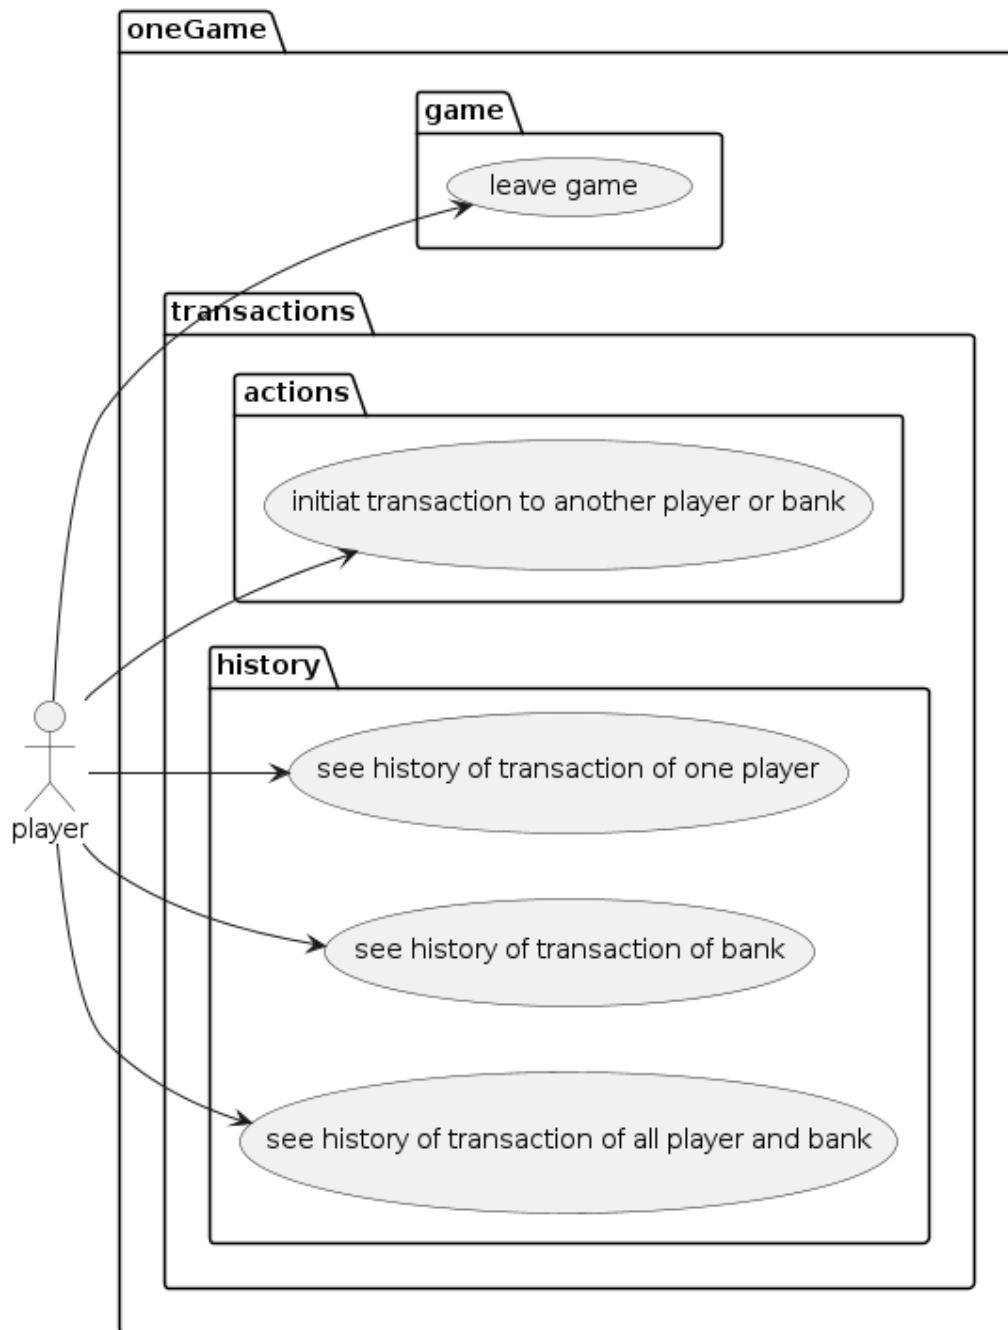 oneGame
game
leave game
transactions
actions
initiat transaction to another player or bank
history
see history of transaction of one player
player
see history of transaction of bank
see history of transaction of all player and bank